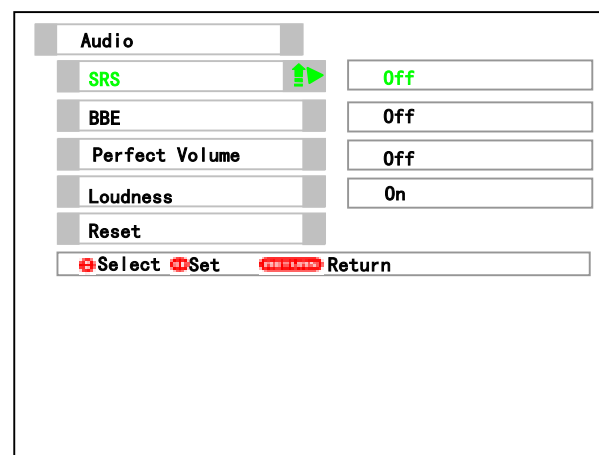 Audio
SRS Off
BBE Off
Perfect Volume Off
Loudness On
Reset
Select Set Return